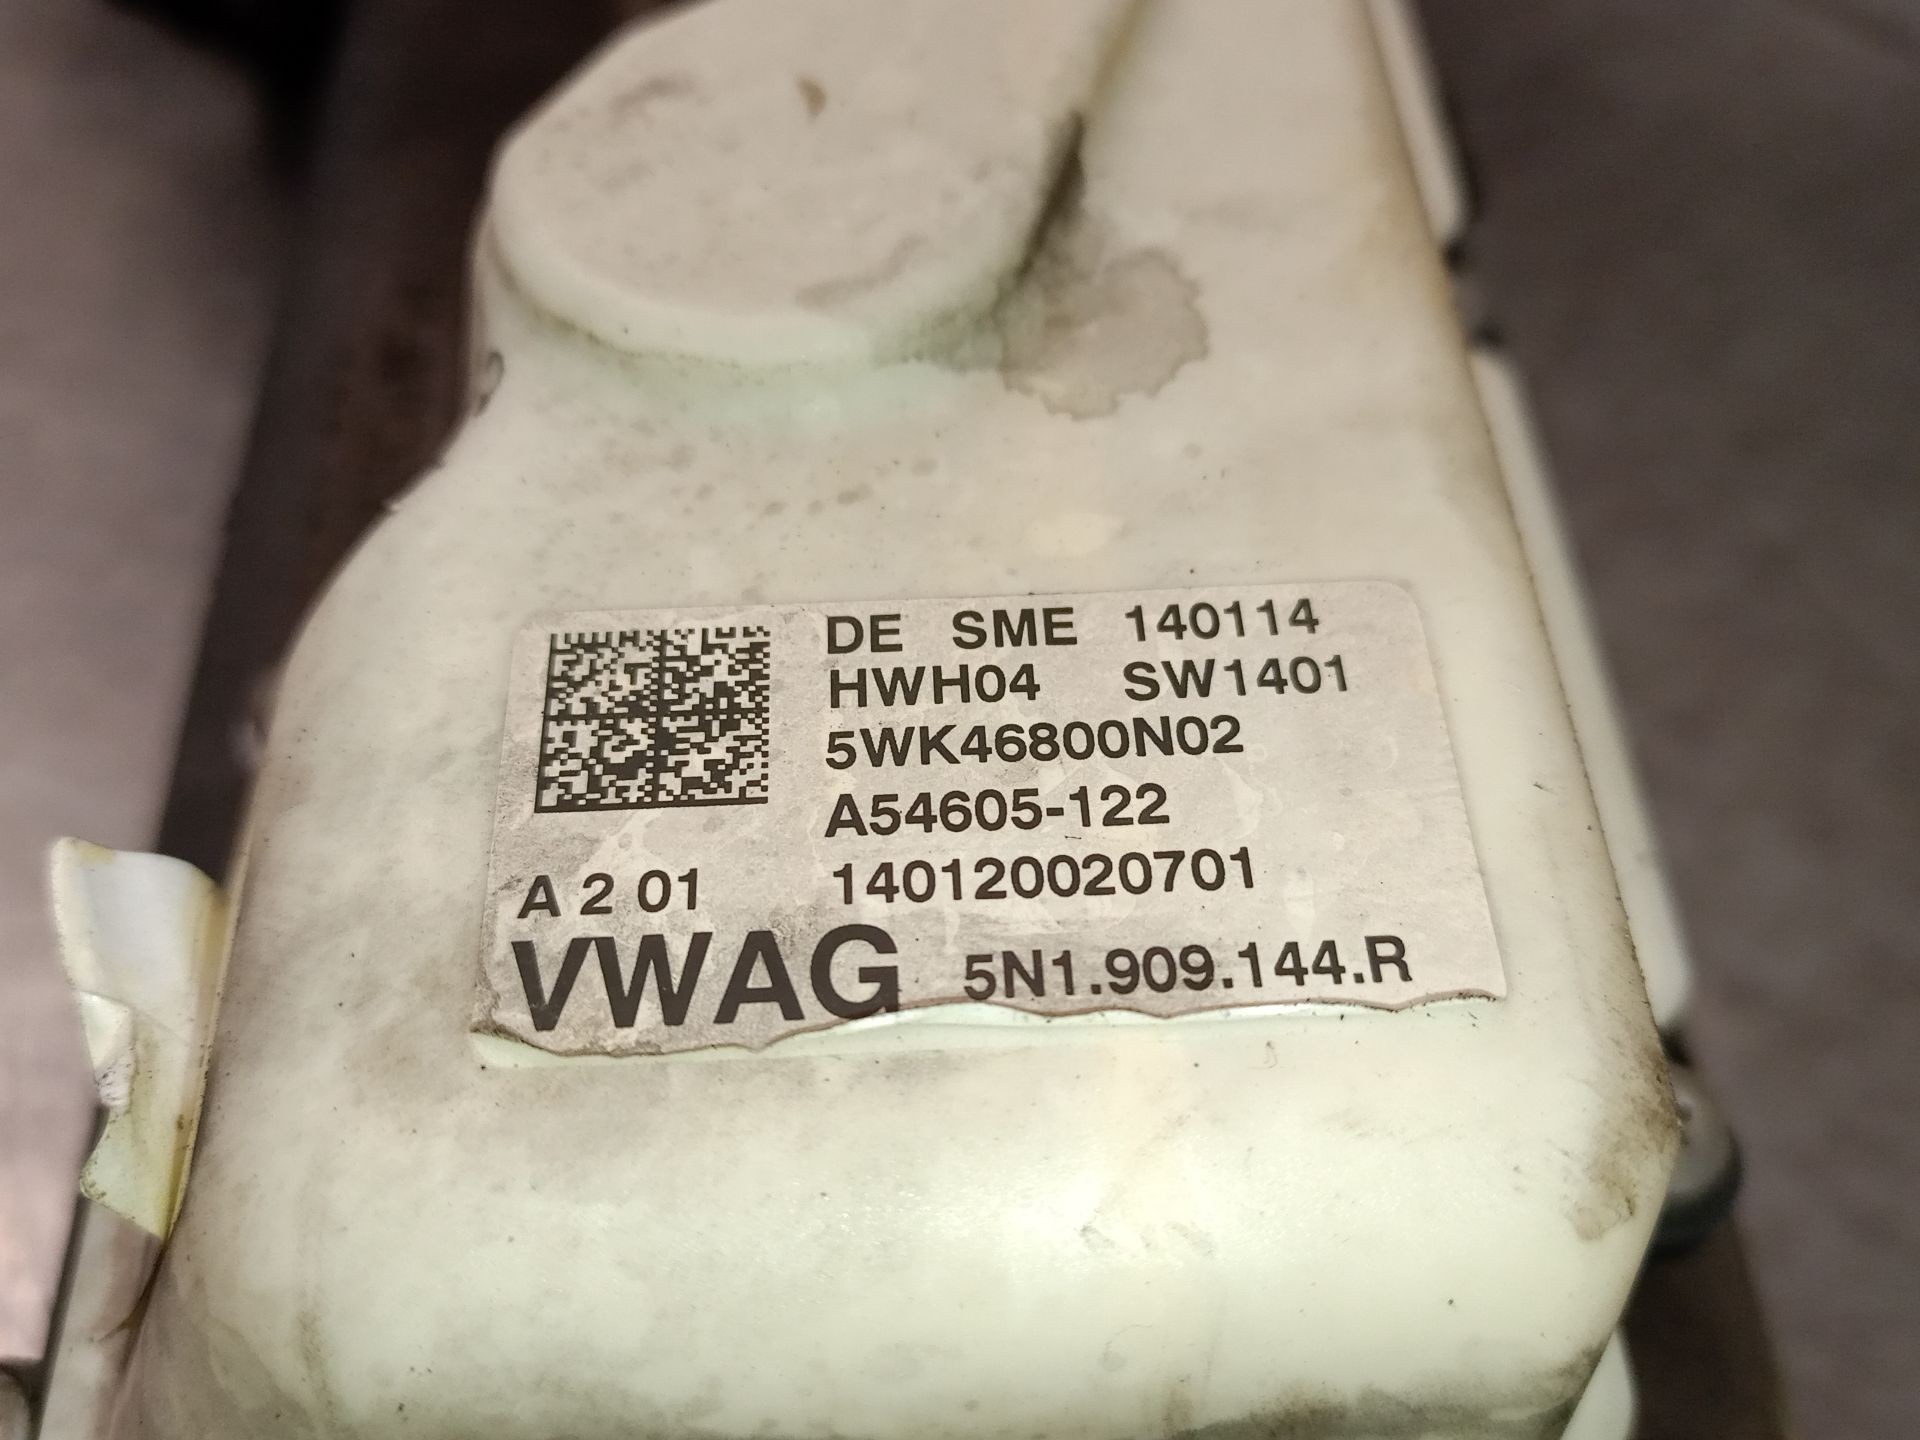 DE SME 140114
HWH04 SW1401
5WK46800N02
A54605-122
A 2 01 140120020701
VWAG 5N1.909.144.R